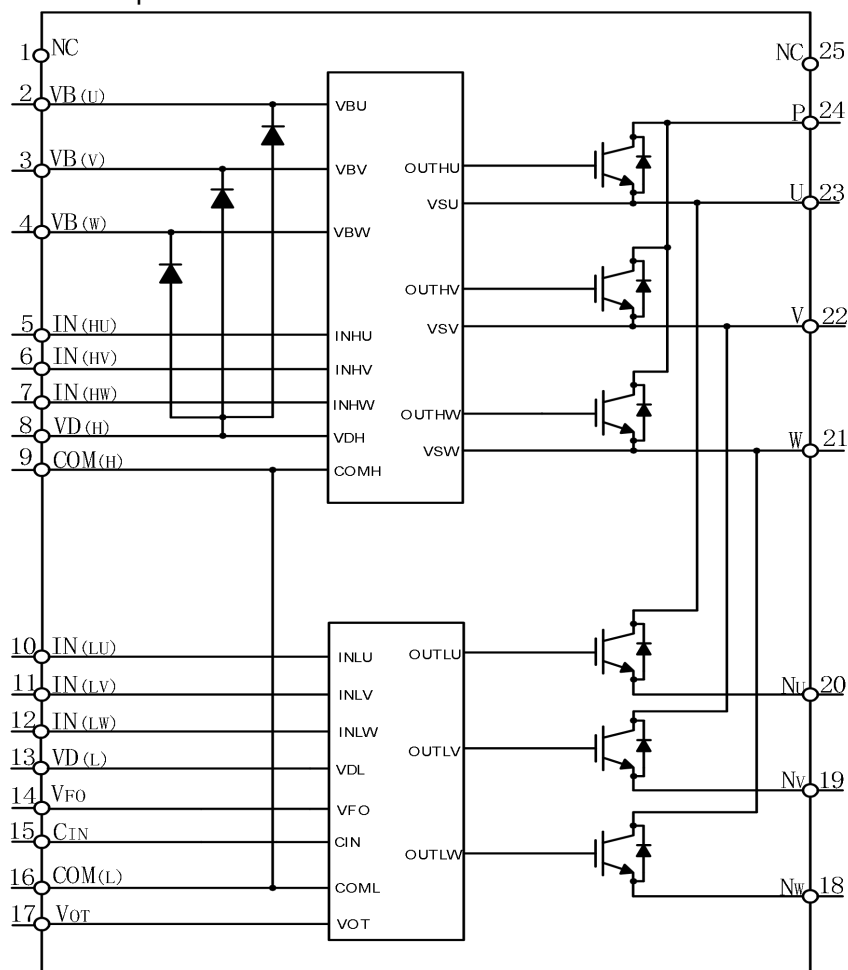 1 NC
2 VB(U)
3 VB(V)
4 VB(W)
5 IN(HU)
6 IN(HV)
7 IN(HW)
8 VD(H)
9 COM(H)
10 IN(LU)
11 IN(LV)
12 IN(LW)
13 VD(L)
14 VFO
15 CIN
16 COM(L)
17 VOT
VBU
VBV
VBW
INHU
INHV
INHW
VDH
COMH
OUTHU
VSU
OUTHV
VSV
OUTHW
VSW
INLU
INLV
INLW
VDL
VFO
CIN
COML
VOT
OUTLU
OUTLV
OUTLW
NC 25
P 24
U 23
V 22
W 21
NU 20
NV 19
NW 18